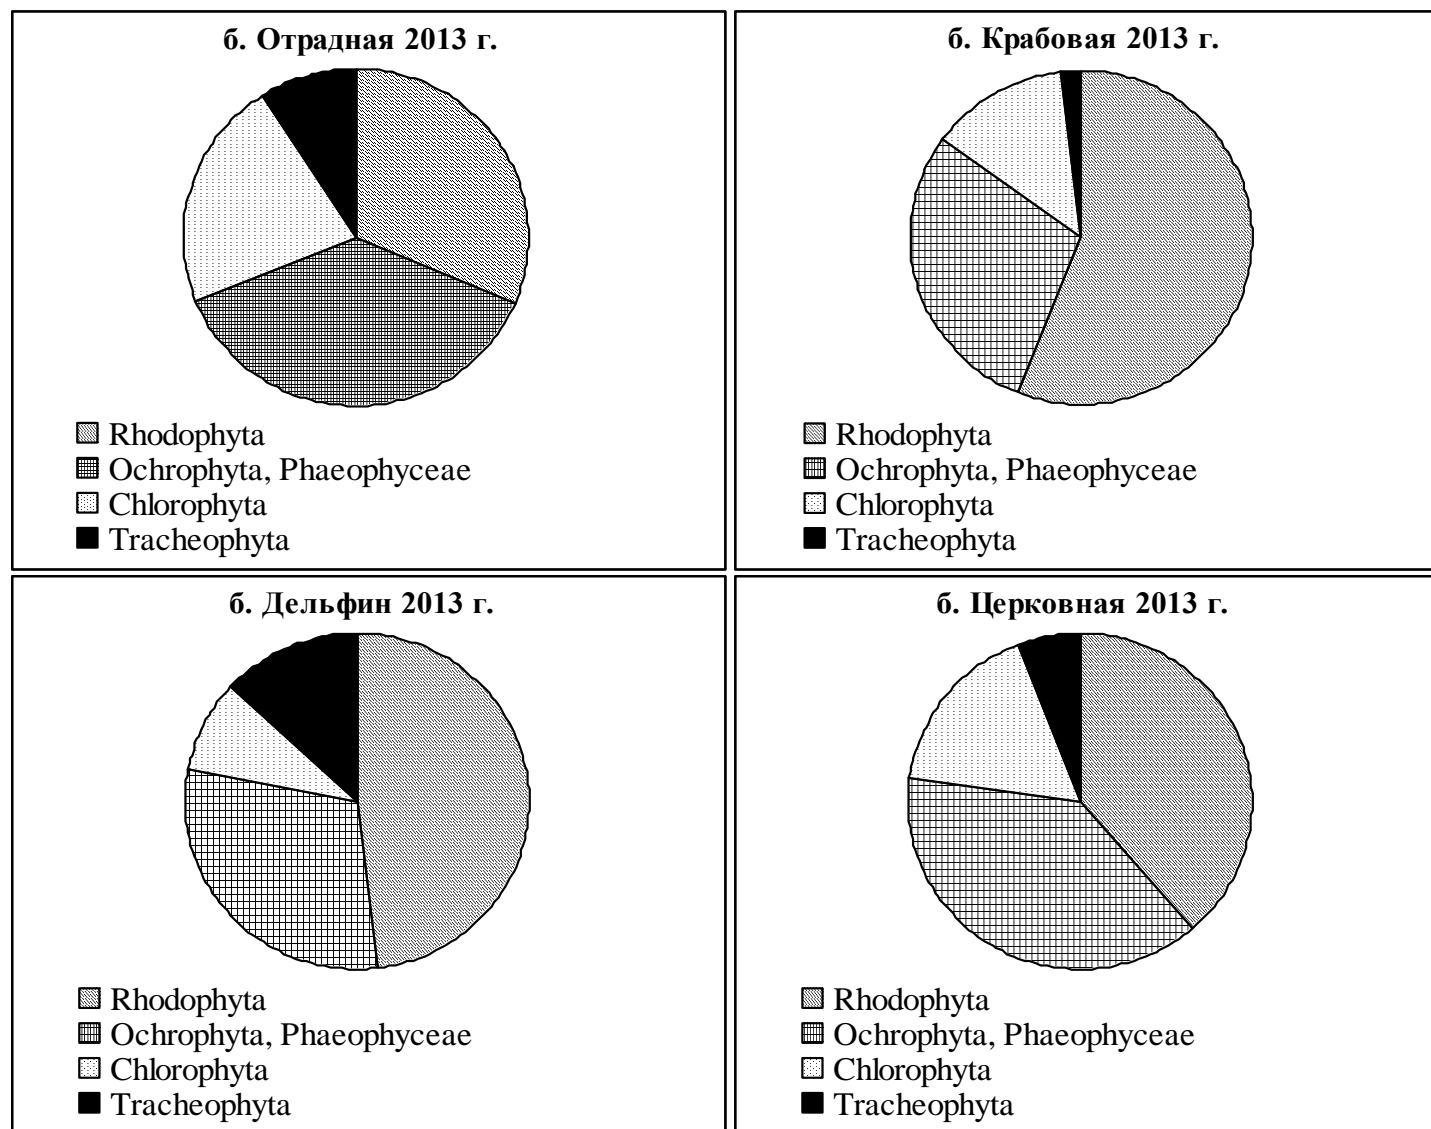 б. Отрадная 2013 г.
Rhodophyta
Ochrophyta, Phaeophyceae
Chlorophyta
Tracheophyta
б. Крабовая 2013 г.
Rhodophyta
Ochrophyta, Phaeophyceae
Chlorophyta
Tracheophyta
б. Дельфин 2013 г.
Rhodophyta
Ochrophyta, Phaeophyceae
Chlorophyta
Tracheophyta
б. Церковная 2013 г.
Rhodophyta
Ochrophyta, Phaeophyceae
Chlorophyta
Tracheophyta